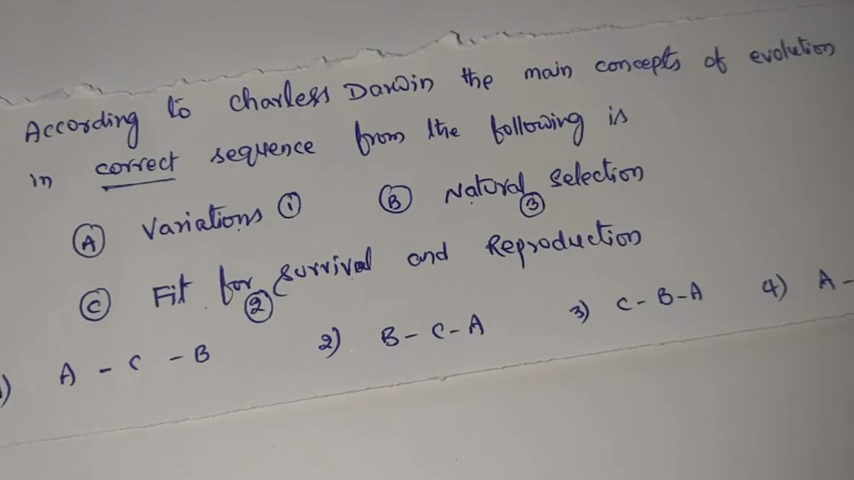 According to charless Darwin the main concepts of evolution
in correct sequence from the following is
Ⓐ Variations ① Ⓑ Natural selection ③
Ⓒ Fit for survival and Reproduction ②
) A - C - B 2) B - C - A 3) C - B - A 4) A -